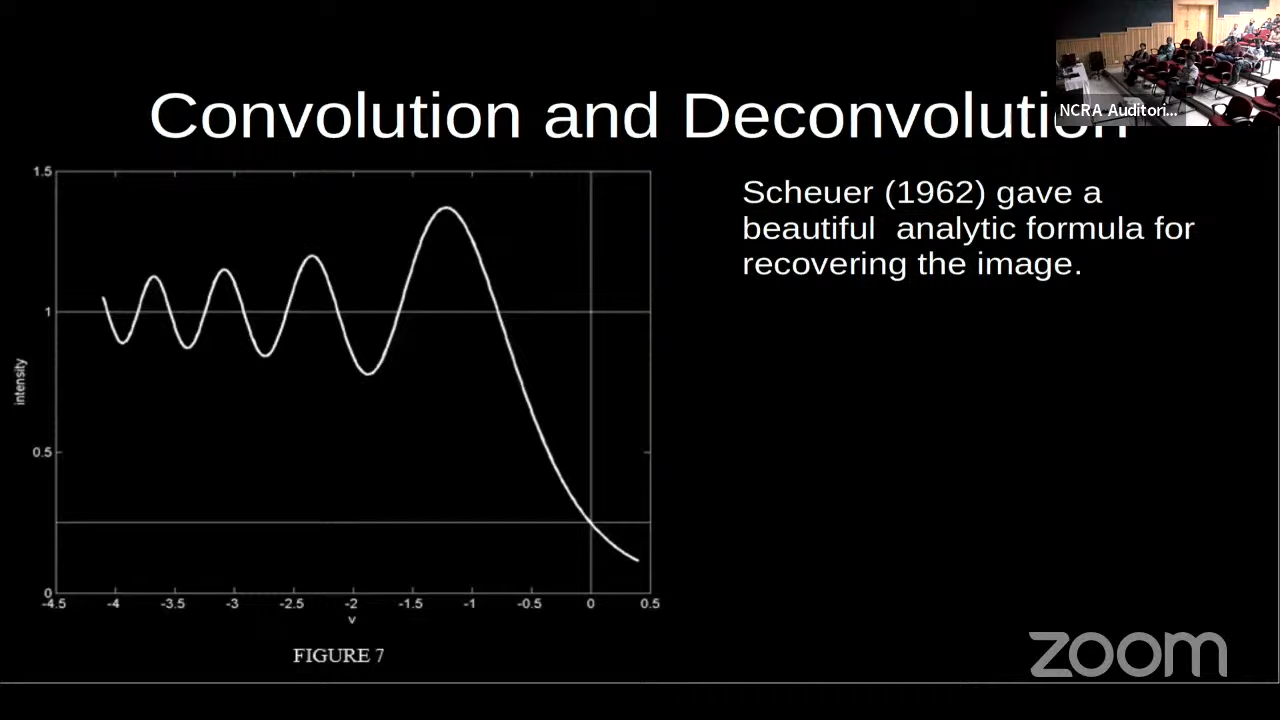 NCRA Auditori...
Convolution and Deconvolution
Scheuer (1962) gave a
beautiful analytic formula for
recovering the image.
1.5
1
0.5
0
intensity
-4.5 -4 -3.5 -3 -2.5 -2 -1.5 -1 -0.5 0 0.5
v
FIGURE 7
zoom